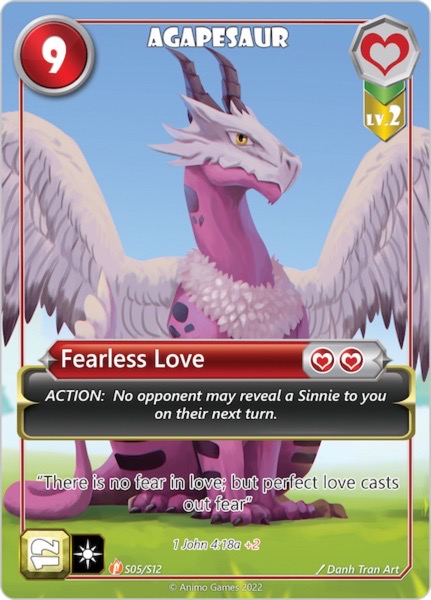 9
AGAPESAUR
LV.2
Fearless Love
ACTION: No opponent may reveal a Sinnie to you
on their next turn.
"There is no fear in love; but perfect love casts
out fear"
1 John 4:18a +2
12
S05/S12
Danh Tran Art
© Animo Games 2022